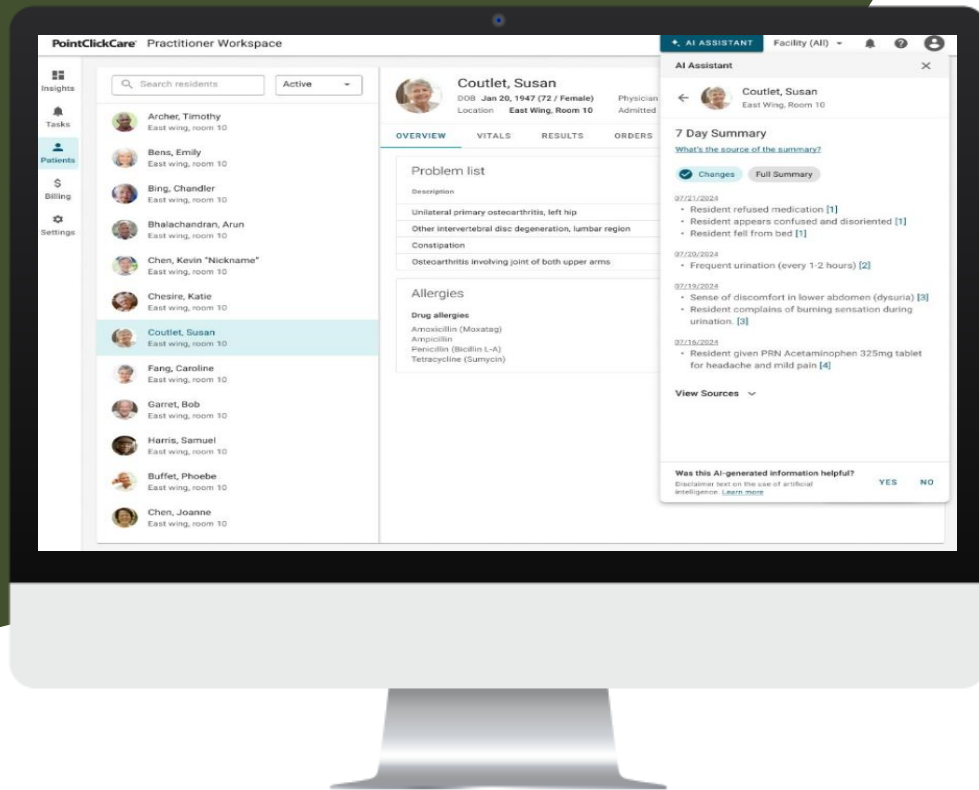 PointClickCare® Practitioner Workspace
AI ASSISTANT
Facility (All)
Insights
Tasks
Patients
$
Billing
Settings
Search residents
Active
Archer, Timothy
East wing, room 10
Bens, Emily
East wing, room 10
Bing, Chandler
East wing, room 10
Bhalachandran, Arun
East wing, room 10
Chen, Kevin "Nickname"
East wing, room 10
Chesire, Katie
East wing, room 10
Coutlet, Susan
East wing, room 10
Fang, Caroline
East wing, room 10
Garret, Bob
East wing, room 10
Harris, Samuel
East wing, room 10
Buffet, Phoebe
East wing, room 10
Chen, Joanne
East wing, room 10
Coutlet, Susan
DOB Jan 20, 1947 (72 / Female) Physician
Location East Wing, Room 10 Admitted
OVERVIEW VITALS RESULTS ORDERS
Problem list
Description
Unilateral primary osteoarthritis, left hip
Other intervertebral disc degeneration, lumbar region
Constipation
Osteoarthritis involving joint of both upper arms
Allergies
Drug allergies
Amoxicillin (Moxatag)
Ampicillin
Penicillin (Bicillin L-A)
Tetracycline (Sumycin)
AI Assistant
Coutlet, Susan
East Wing, Room 10
7 Day Summary
What's the source of the summary?
Changes Full Summary
07/21/2024
• Resident refused medication [1]
• Resident appears confused and disoriented [1]
• Resident fell from bed [1]
07/20/2024
• Frequent urination (every 1-2 hours) [2]
07/19/2024
• Sense of discomfort in lower abdomen (dysuria) [3]
• Resident complains of burning sensation during
urination. [3]
07/16/2024
• Resident given PRN Acetaminophen 325mg tablet
for headache and mild pain [4]
View Sources
Was this AI-generated information helpful?
Disclaimer text on the use of artificial
intelligence. Learn more
YES NO